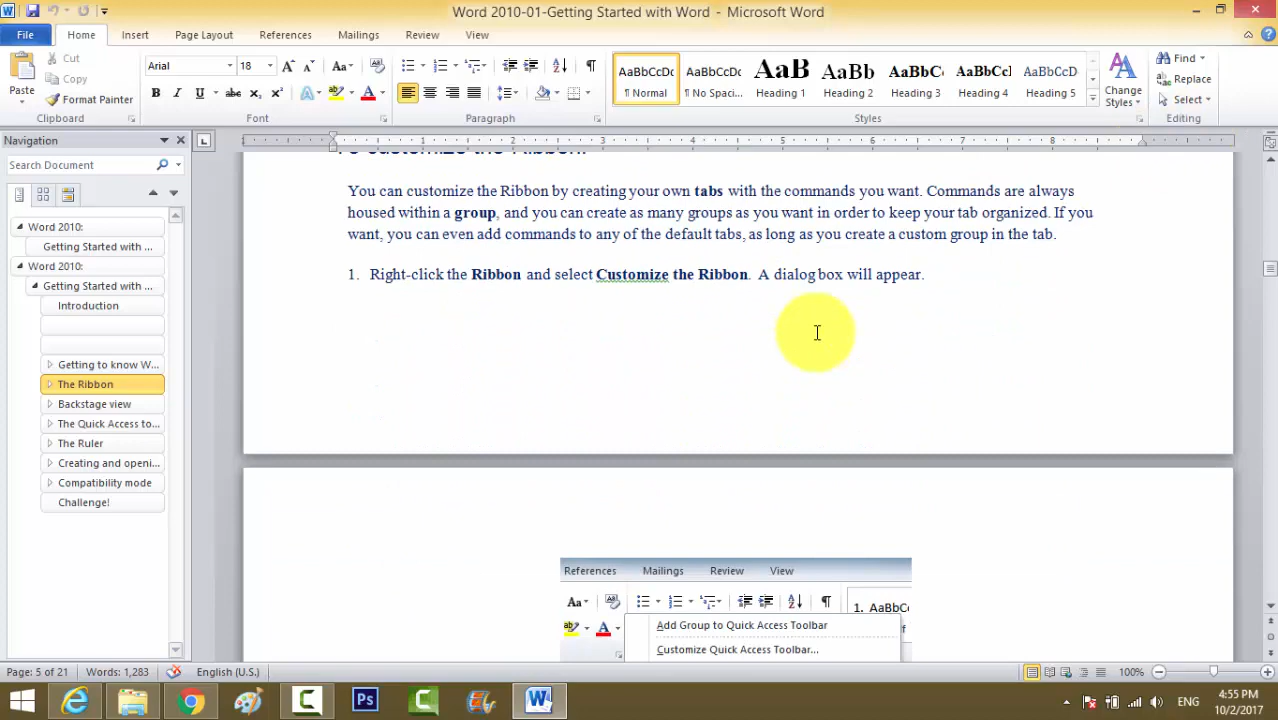 Word 2010-01-Getting Started with Word - Microsoft Word
File Home Insert Page Layout References Mailings Review View
Paste
Cut
Copy
Format Painter
Clipboard
Arial 18
Font
Paragraph
AaBbCcDc AaBbCcDc AaB AaBb AaBbC AaBbCcI AaBbCcDc
¶ Normal ¶ No Spaci... Heading 1 Heading 2 Heading 3 Heading 4 Heading 5
Change
Styles
Styles
Find
Replace
Select
Editing
Navigation
Search Document
Word 2010:
Getting Started with ...
Word 2010:
Getting Started with ...
Introduction
Getting to know W...
The Ribbon
Backstage view
The Quick Access to...
The Ruler
Creating and openi...
Compatibility mode
Challenge!
1 2 3 4 5 6 7 8
To customize the Ribbon:
You can customize the Ribbon by creating your own tabs with the commands you want. Commands are always
housed within a group, and you can create as many groups as you want in order to keep your tab organized. If you
want, you can even add commands to any of the default tabs, as long as you create a custom group in the tab.
1. Right-click the Ribbon and select Customize the Ribbon. A dialog box will appear.
References Mailings Review View
1. AaBbCc
Add Group to Quick Access Toolbar
Customize Quick Access Toolbar...
Page: 5 of 21 Words: 1,283 English (U.S.) 100%
ENG
4:55 PM
10/2/2017